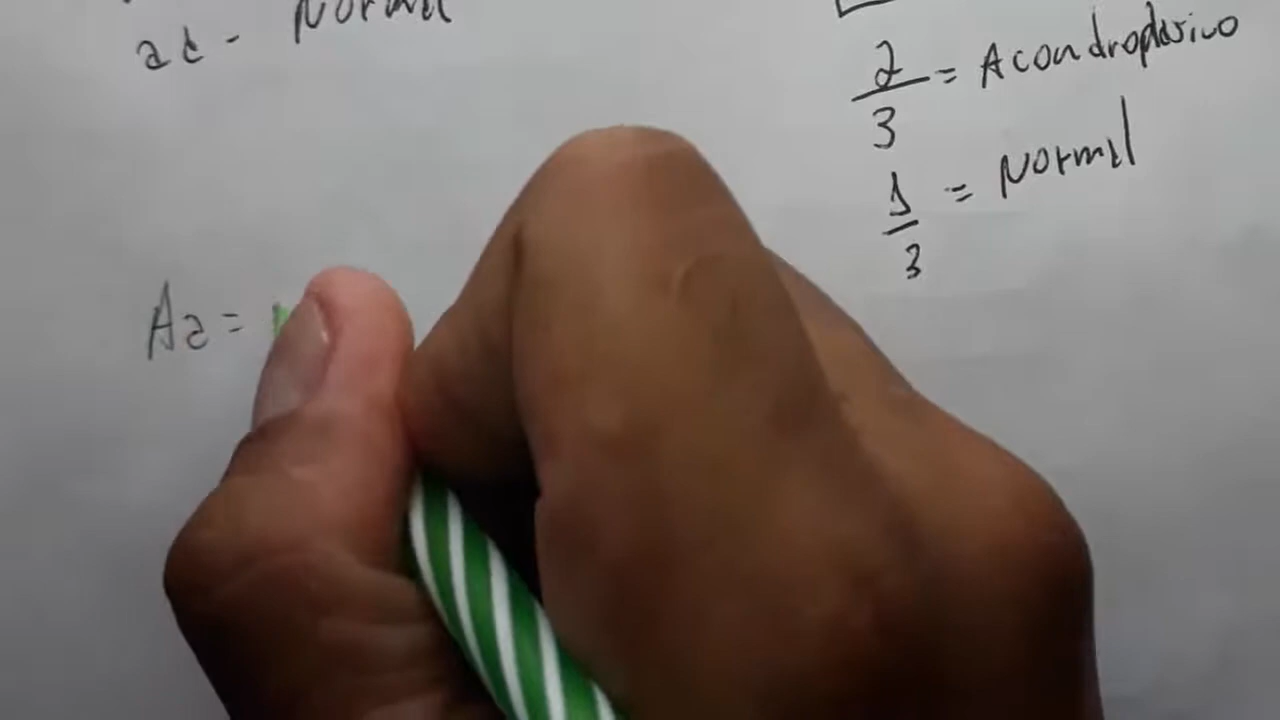 aa - Normal
2/3 = Acondroplasico
1/3 = Normal
Aa =